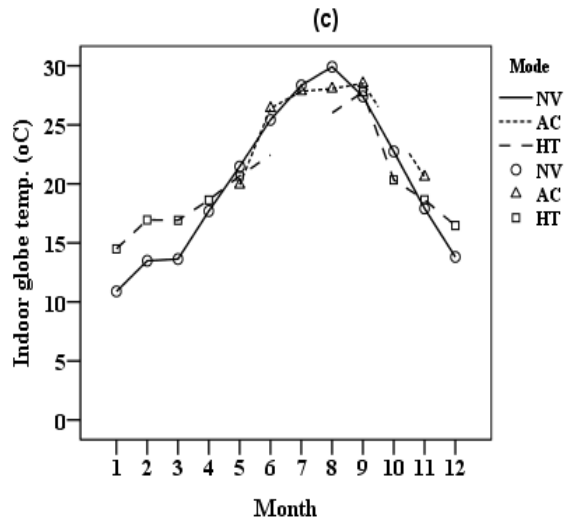 (c)
Indoor globe temp. (oC)
30
25
20
15
10
5
0
1 2 3 4 5 6 7 8 9 10 11 12
Month
Mode
NV
AC
HT
NV
AC
HT